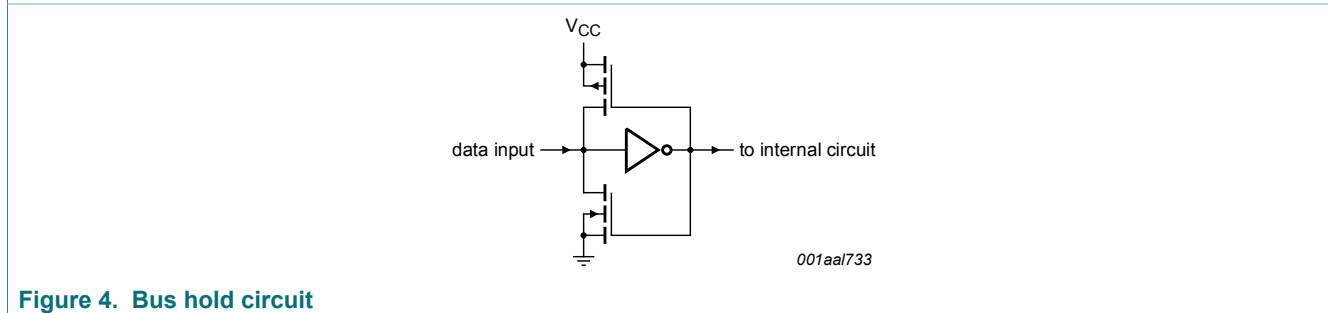 VCC
data input
to internal circuit
001aal733
Figure 4. Bus hold circuit